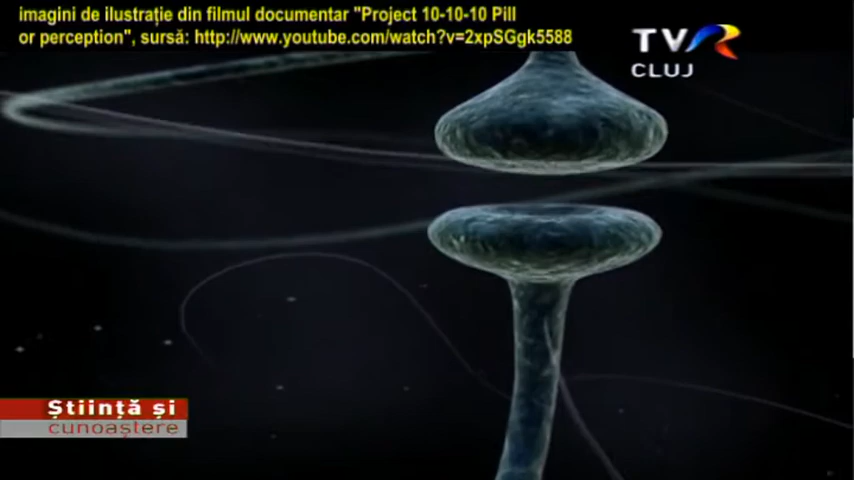 imagini de ilustrație din filmul documentar "Project 10-10-10 Pill
or perception", sursă: http://www.youtube.com/watch?v=2xpSGgk5588
TVR
CLUJ
Știință și
cunoaștere